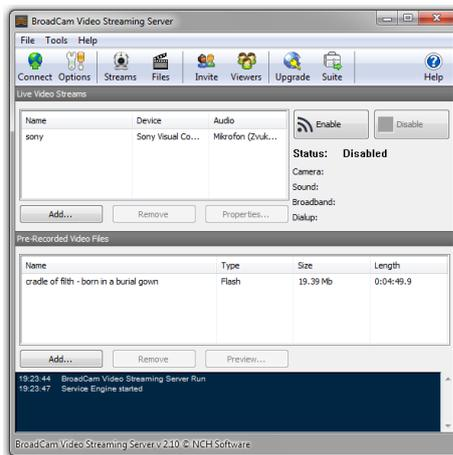 BroadCam Video Streaming Server
File Tools Help
Connect Options Streams Files Invite Viewers Upgrade Suite Help
Live Video Streams
Name Device Audio
sony Sony Visual Co... Mikrofon (Zvuk...
Enable Disable
Status: Disabled
Camera:
Sound:
Broadband:
Dialup:
Add... Remove Properties...
Pre-Recorded Video Files
Name Type Size Length
cradle of filth - born in a burial gown Flash 19.39 Mb 0:04:49.9
Add... Remove Preview...
19:23:44 BroadCam Video Streaming Server Run
19:23:47 Service Engine started
BroadCam Video Streaming Server v 2.10 © NCH Software